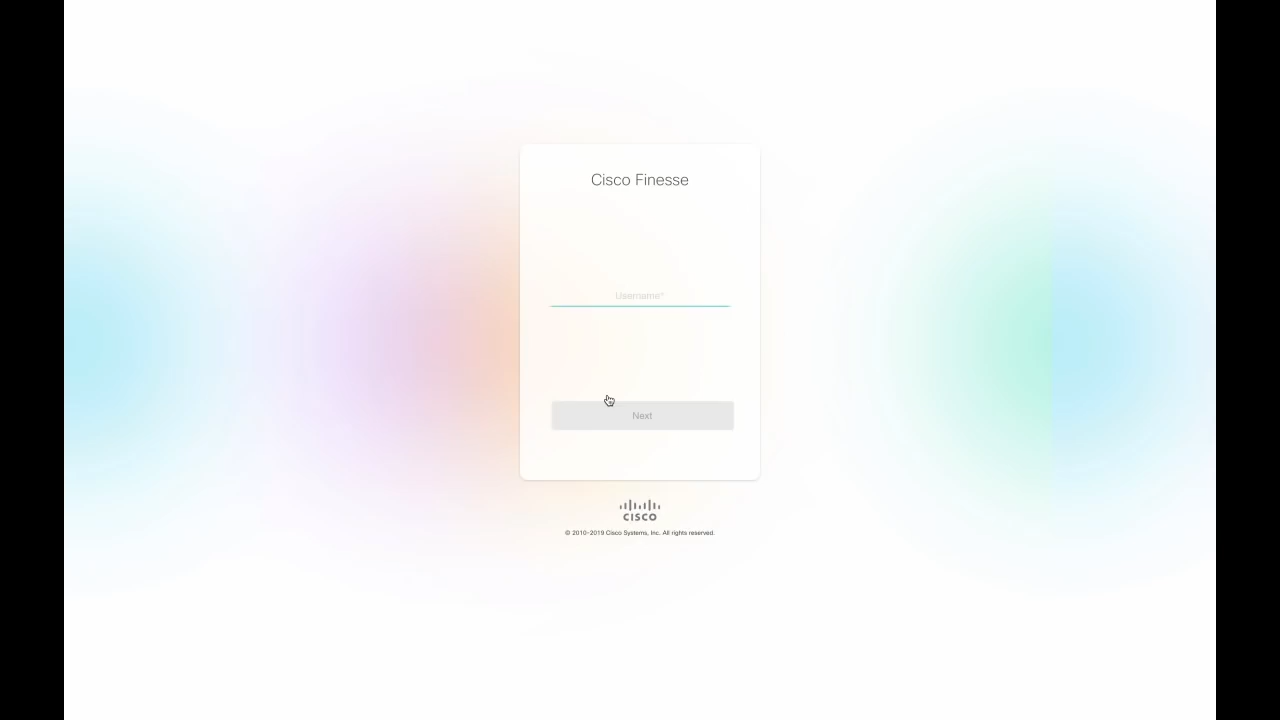 Cisco Finesse
Username*
Next
CISCO
© 2010-2019 Cisco Systems, Inc. All rights reserved.